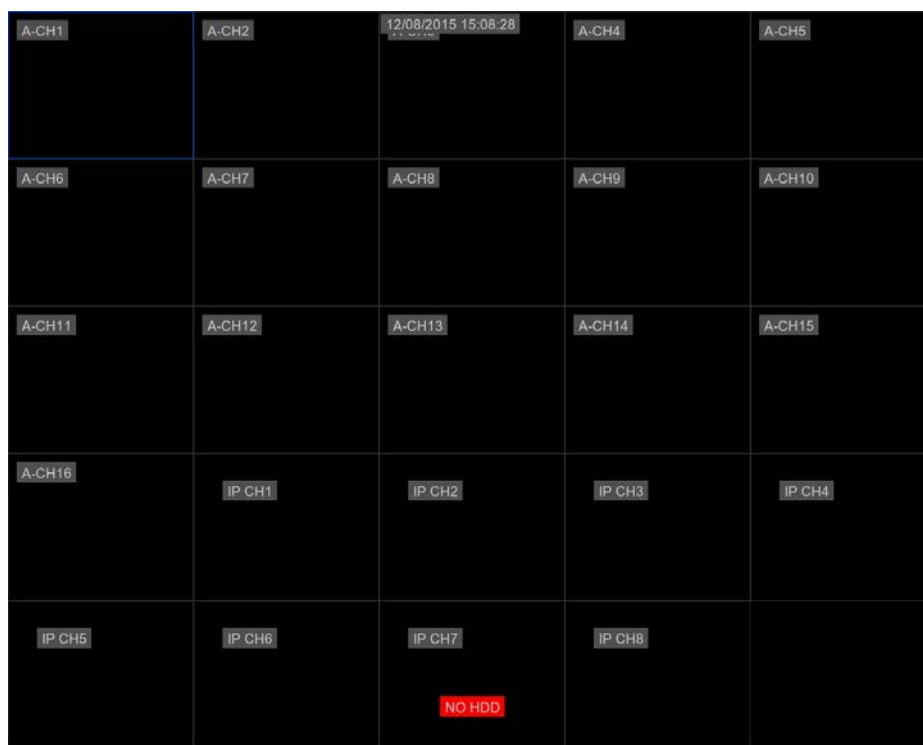 A-CH1
A-CH2
12/08/2015 15:08:28
A-CH4
A-CH5
A-CH6
A-CH7
A-CH8
A-CH9
A-CH10
A-CH11
A-CH12
A-CH13
A-CH14
A-CH15
A-CH16
IP CH1
IP CH2
IP CH3
IP CH4
IP CH5
IP CH6
IP CH7
IP CH8
NO HDD